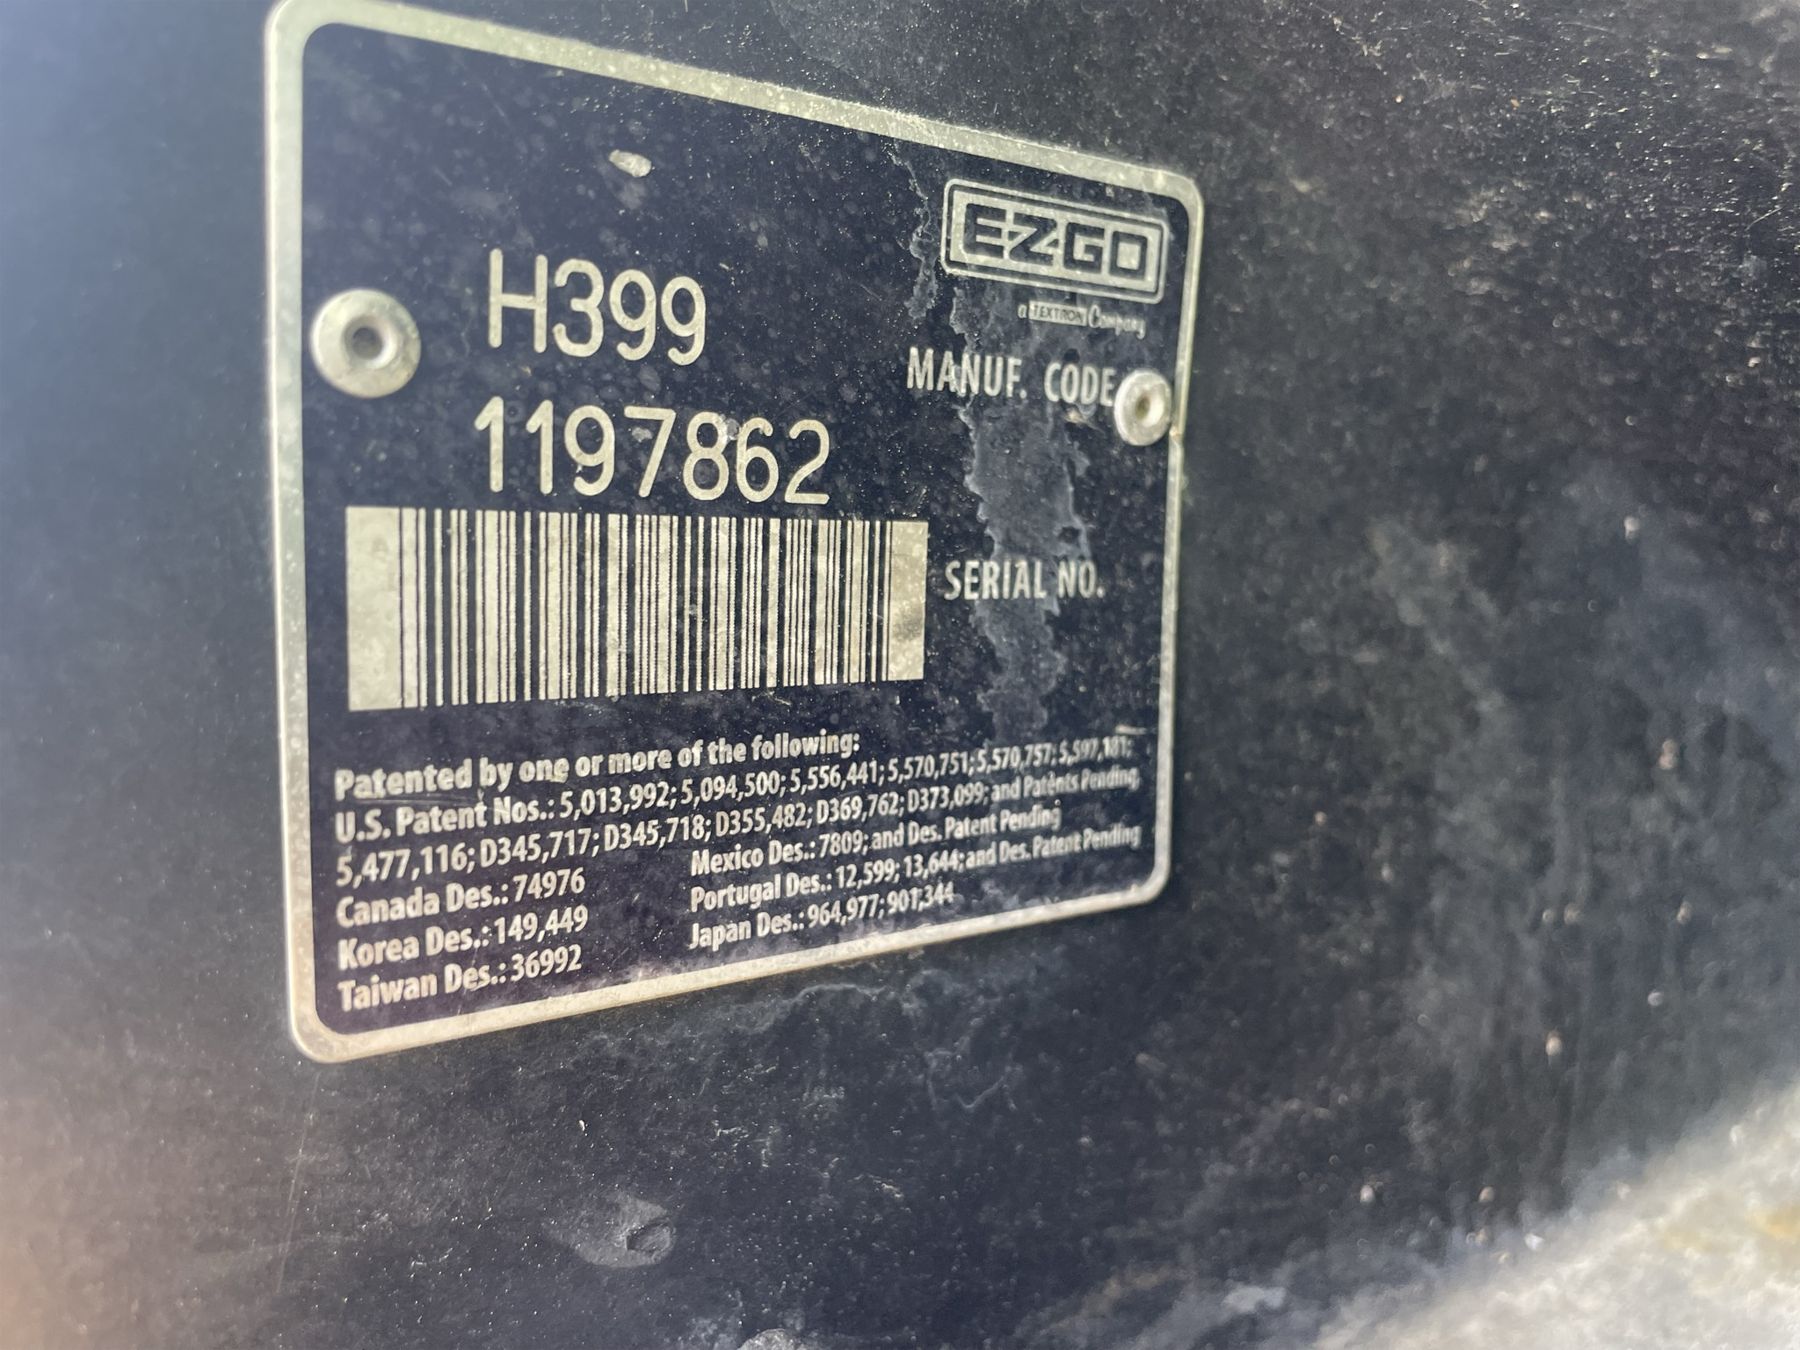 EZGO
a TEXTRON Company
H399
MANUF. CODE
1197862
SERIAL NO.
Patented by one or more of the following:
U.S. Patent Nos.: 5,013,992; 5,094,500; 5,556,441; 5,570,751; 5,570,757; 5,597,181;
5,477,116; D345,717; D345,718; D355,482; D369,762; D373,099; and Patents Pending,
Canada Des.: 74976 Mexico Des.: 7809; and Des. Patent Pending
Korea Des.: 149,449 Portugal Des.: 12,599; 13,644; and Des. Patent Pending
Taiwan Des.: 36992 Japan Des.: 964,977; 901,344